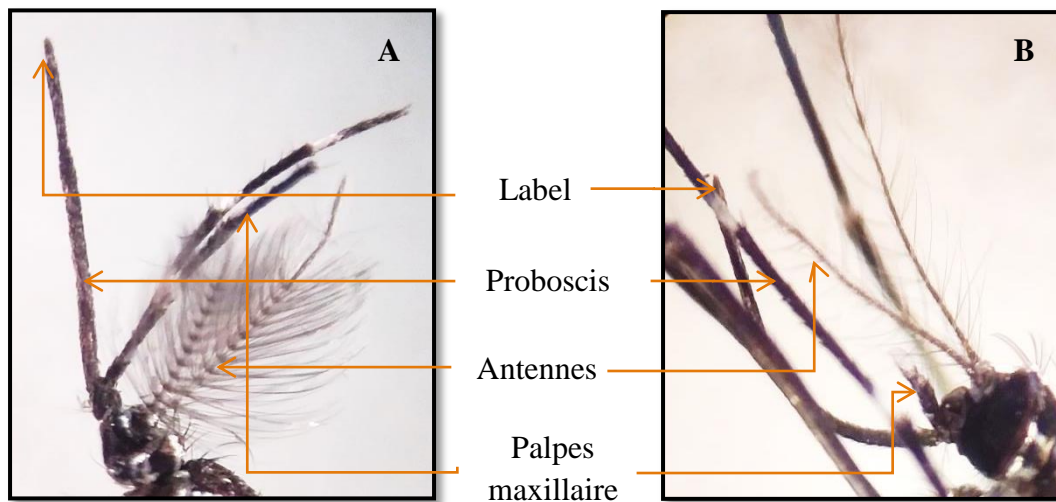 A
B
Label
Proboscis
Antennes
Palpes
maxillaire